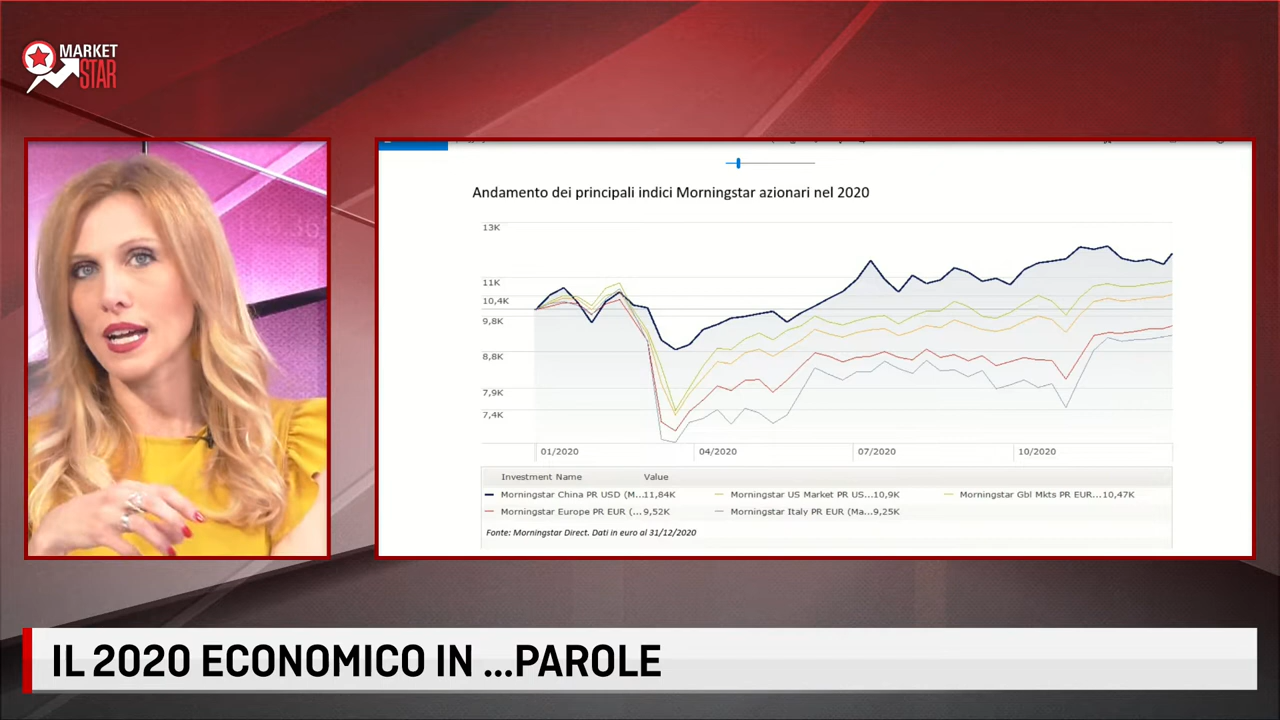 MARKET
STAR
Andamento dei principali indici Morningstar azionari nel 2020
13K
11K
10,4K
9,8K
8,8K
7,9K
7,4K
01/2020
04/2020
07/2020
10/2020
Investment Name Value
Morningstar China PR USD (M...11,84K
Morningstar US Market PR US...10,9K
Morningstar Gbl Mkts PR EUR...10,47K
Morningstar Europe PR EUR (...9,52K
Morningstar Italy PR EUR (Ma...9,25K
Fonte: Morningstar Direct. Dati in euro al 31/12/2020
IL 2020 ECONOMICO IN ...PAROLE